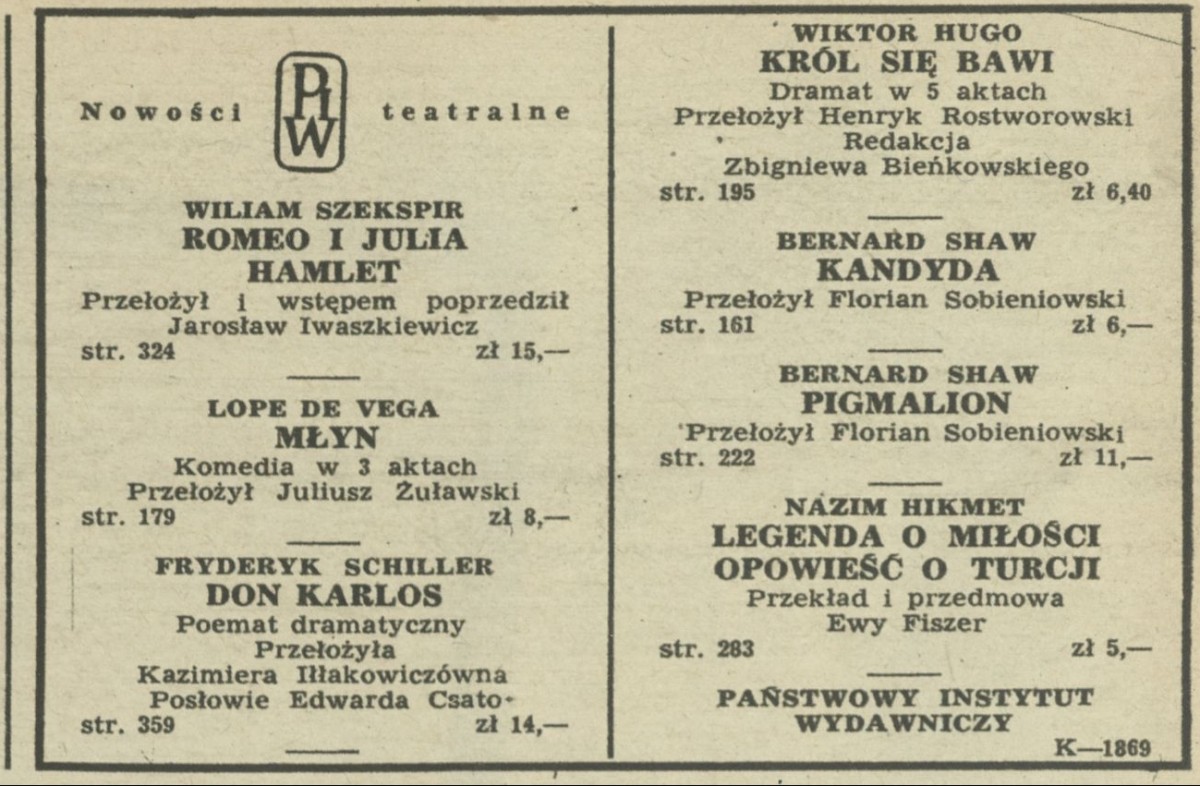 Nowości PIW teatralne
WILIAM SZEKSPIR
ROMEO I JULIA
HAMLET
Przełożył i wstępem poprzedził
Jarosław Iwaszkiewicz
str. 324 zł 15,—
LOPE DE VEGA
MŁYN
Komedia w 3 aktach
Przełożył Juliusz Żuławski
str. 179 zł 8,—
FRYDERYK SCHILLER
DON KARLOS
Poemat dramatyczny
Przełożyła
Kazimiera Iłłakowiczówna
Posłowie Edwarda Csato
str. 359 zł 14,—
WIKTOR HUGO
KRÓL SIĘ BAWI
Dramat w 5 aktach
Przełożył Henryk Rostworowski
Redakcja
Zbigniewa Bieńkowskiego
str. 195 zł 6,40
BERNARD SHAW
KANDYDA
Przełożył Florian Sobieniowski
str. 161 zł 6,—
BERNARD SHAW
PIGMALION
Przełożył Florian Sobieniowski
str. 222 zł 11,—
NAZIM HIKMET
LEGENDA O MIŁOŚCI
OPOWIEŚĆ O TURCJI
Przekład i przedmowa
Ewy Fiszer
str. 283 zł 5,—
PAŃSTWOWY INSTYTUT
WYDAWNICZY
K—1869